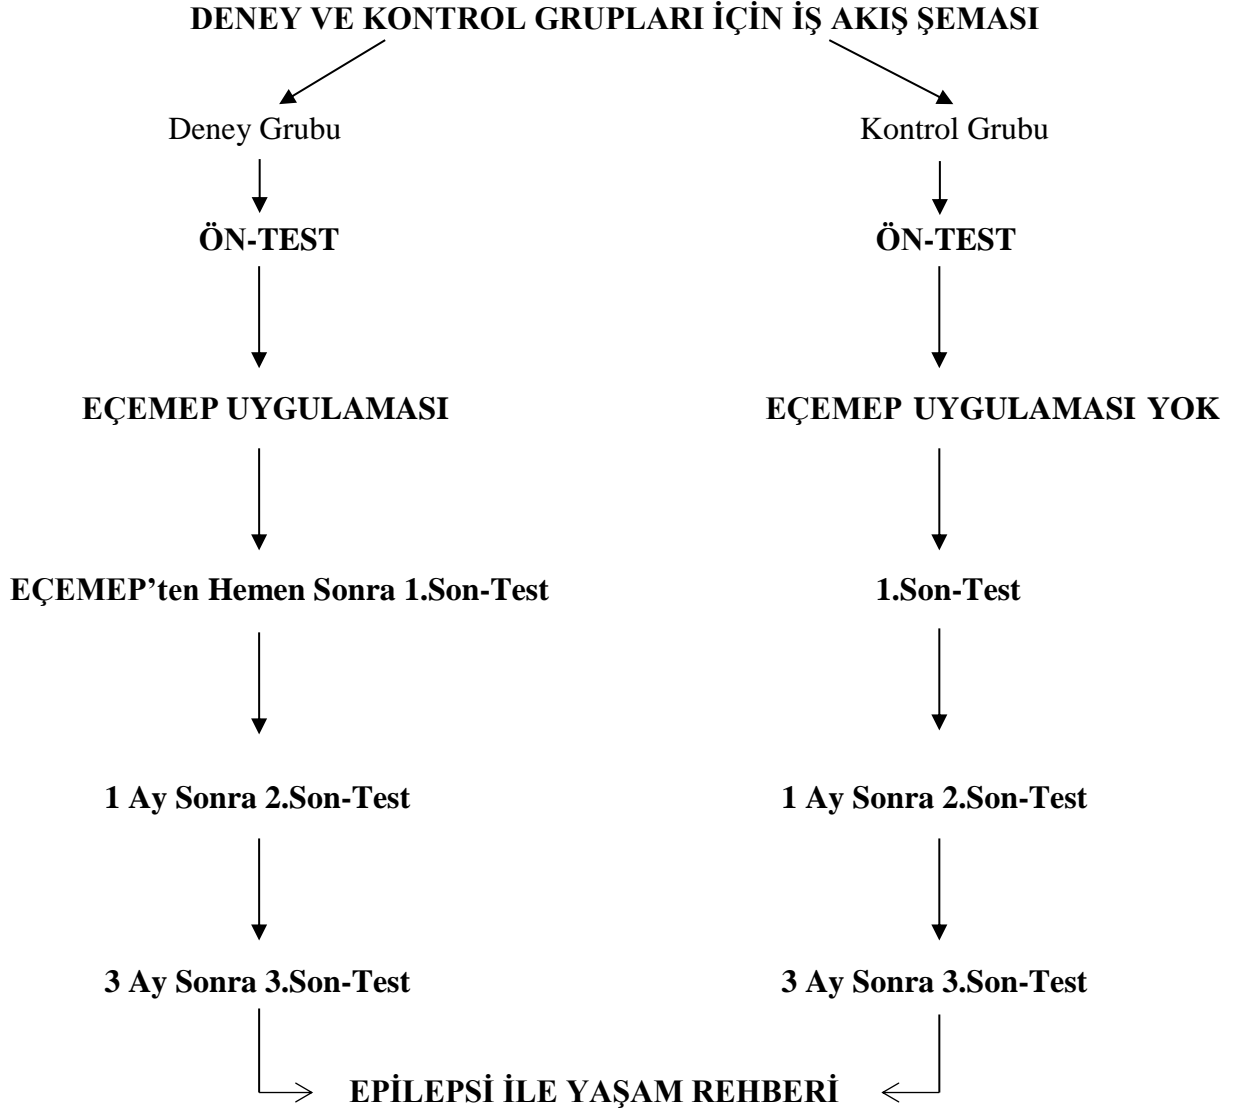 DENEY VE KONTROL GRUPLARI İÇİN İŞ AKIŞ ŞEMASI
Deney Grubu
Kontrol Grubu
ÖN-TEST
ÖN-TEST
EÇEMEP UYGULAMASI
EÇEMEP UYGULAMASI YOK
EÇEMEP’ten Hemen Sonra 1.Son-Test
1.Son-Test
1 Ay Sonra 2.Son-Test
1 Ay Sonra 2.Son-Test
3 Ay Sonra 3.Son-Test
3 Ay Sonra 3.Son-Test
EPİLEPSİ İLE YAŞAM REHBERİ